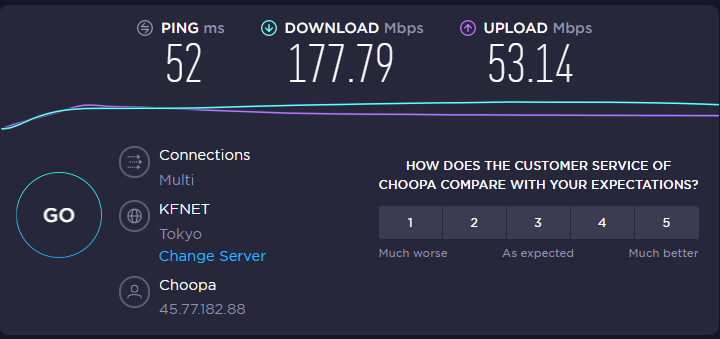 PING ms DOWNLOAD Mbps UPLOAD Mbps
52 177.79 53.14
GO
Connections
Multi
KFNET
Tokyo
Change Server
Choopa
45.77.182.88
HOW DOES THE CUSTOMER SERVICE OF
CHOOPA COMPARE WITH YOUR EXPECTATIONS?
1 2 3 4 5
Much worse As expected Much better